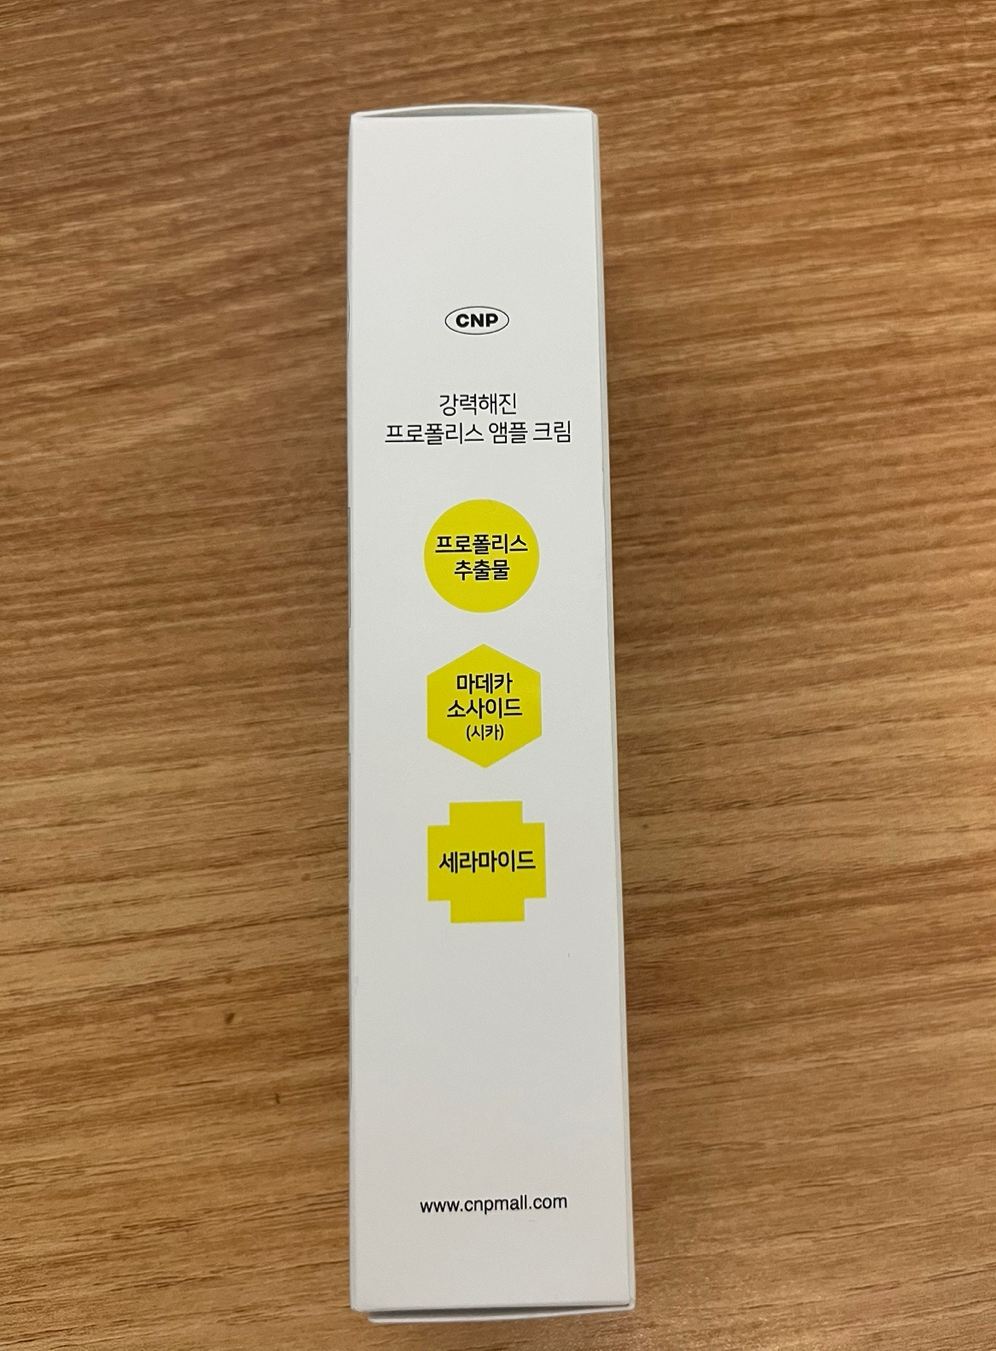 CNP
강력해진
프로폴리스 앰플 크림
프로폴리스
추출물
마데카
소사이드
(시카)
세라마이드
www.cnpmall.com